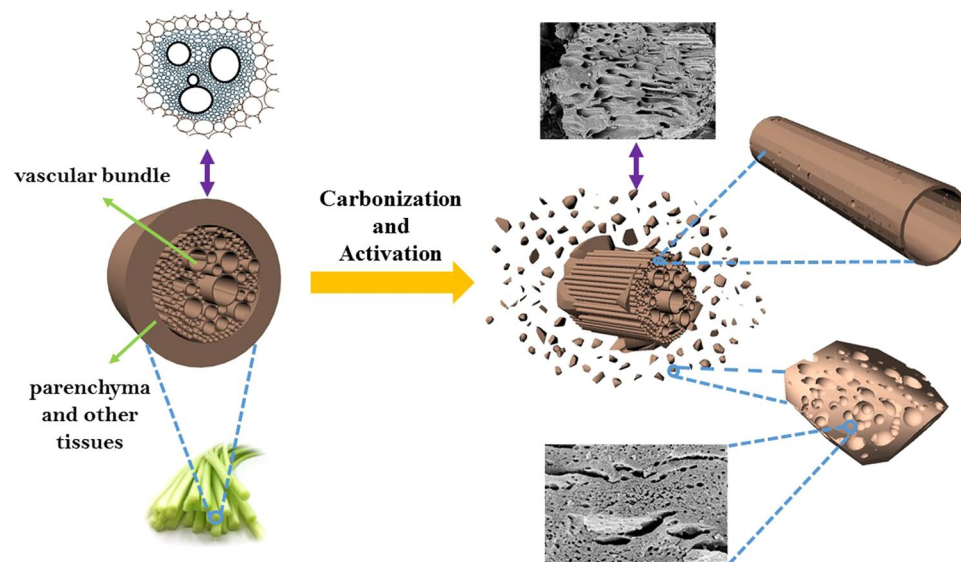 vascular bundle
Carbonization
and
Activation
parenchyma
and other
tissues